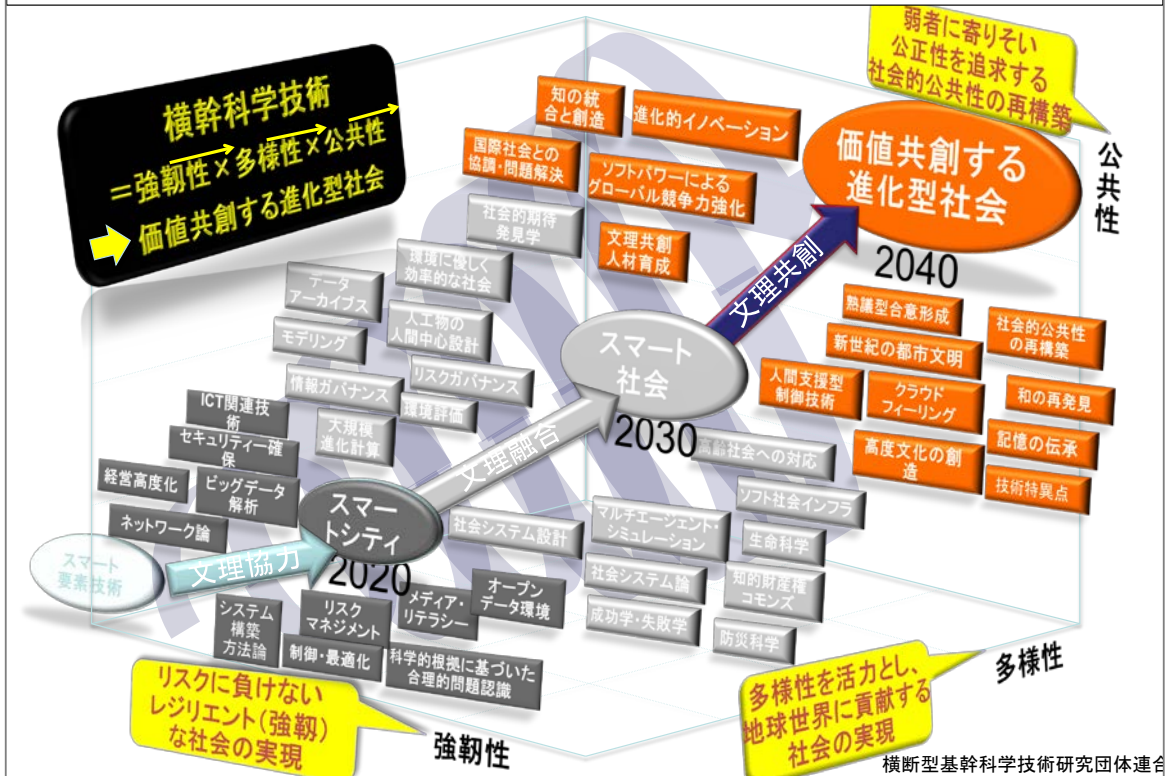 横幹科学技術
＝強靭性×多様性×公共性
価値共創する進化型社会
弱者に寄りそい
公正性を追求する
社会的公共性の再構築
公共性
価値共創する
進化型社会
2040
知の統
合と創造
進化的イノベーション
国際社会との
協調・問題解決
ソフトパワーによる
グローバル競争力強化
社会的期待
発見学
文理共創
人材育成
文理共創
環境に優しく
効率的な社会
データ
アーカイブス
人工物の
人間中心設計
モデリング
リスクガバナンス
情報ガバナンス
環境評価
大規模
進化計算
スマート
社会
2030
文理融合
熟議型合意形成
社会的公共性
の再構築
新世紀の都市文明
人間支援型
制御技術
クラウド
フィーリング
和の再発見
高度文化の創
造
記憶の伝承
技術特異点
ICT関連技
術
セキュリティー確
保
経営高度化
ビッグデータ
解析
ネットワーク論
スマート
要素技術
文理協力
スマー
トシティ
2020
高齢社会への対応
ソフト社会インフラ
社会システム設計
マルチエージェント・
シミュレーション
生命科学
社会システム論
知的財産権
コモンズ
成功学・失敗学
防災科学
システム
構築
方法論
リスク
マネジメント
メディア・
リテラシー
オープン
データ環境
制御・最適化
科学的根拠に基づいた
合理的問題認識
リスクに負けない
レジリエント（強靭）
な社会の実現
強靭性
多様性を活力とし、
地球世界に貢献する
社会の実現
多様性
横断型基幹科学技術研究団体連合